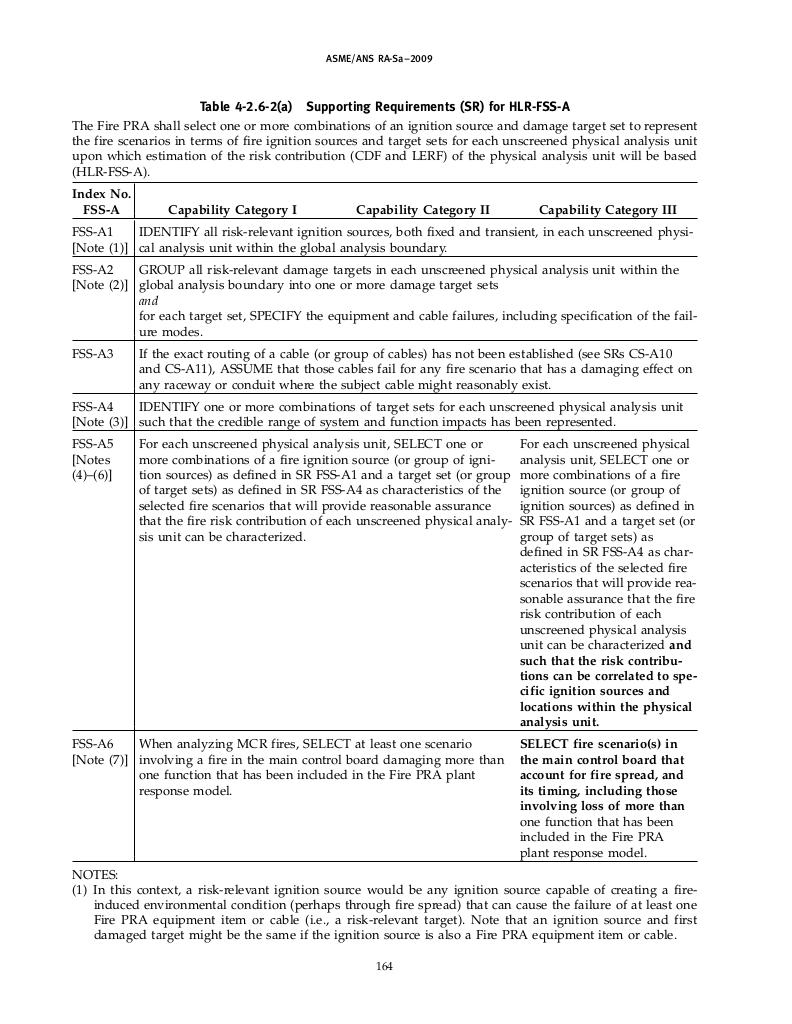 ASME/ANS RA-Sa–2009
Table 4-2.6-2(a) Supporting Requirements (SR) for HLR-FSS-A
The Fire PRA shall select one or more combinations of an ignition source and damage target set to represent
the fire scenarios in terms of fire ignition sources and target sets for each unscreened physical analysis unit
upon which estimation of the risk contribution (CDF and LERF) of the physical analysis unit will be based
(HLR-FSS-A).
Index No.
FSS-A Capability Category I Capability Category II Capability Category III
FSS-A1 IDENTIFY all risk-relevant ignition sources, both fixed and transient, in each unscreened physi-
[Note (1)] cal analysis unit within the global analysis boundary.
FSS-A2 GROUP all risk-relevant damage targets in each unscreened physical analysis unit within the
[Note (2)] global analysis boundary into one or more damage target sets
and
for each target set, SPECIFY the equipment and cable failures, including specification of the fail-
ure modes.
FSS-A3 If the exact routing of a cable (or group of cables) has not been established (see SRs CS-A10
and CS-A11), ASSUME that those cables fail for any fire scenario that has a damaging effect on
any raceway or conduit where the subject cable might reasonably exist.
FSS-A4 IDENTIFY one or more combinations of target sets for each unscreened physical analysis unit
[Note (3)] such that the credible range of system and function impacts has been represented.
FSS-A5
[Notes
(4)–(6)]
For each unscreened physical analysis unit, SELECT one or
more combinations of a fire ignition source (or group of igni-
tion sources) as defined in SR FSS-A1 and a target set (or group
of target sets) as defined in SR FSS-A4 as characteristics of the
selected fire scenarios that will provide reasonable assurance
that the fire risk contribution of each unscreened physical analy-
sis unit can be characterized.
For each unscreened physical
analysis unit, SELECT one or
more combinations of a fire
ignition source (or group of
ignition sources) as defined in
SR FSS-A1 and a target set (or
group of target sets) as
defined in SR FSS-A4 as char-
acteristics of the selected fire
scenarios that will provide rea-
sonable assurance that the fire
risk contribution of each
unscreened physical analysis
unit can be characterized and
such that the risk contribu-
tions can be correlated to spe-
cific ignition sources and
locations within the physical
analysis unit.
FSS-A6
[Note (7)]
When analyzing MCR fires, SELECT at least one scenario
involving a fire in the main control board damaging more than
one function that has been included in the Fire PRA plant
response model.
SELECT fire scenario(s) in
the main control board that
account for fire spread, and
its timing, including those
involving loss of more than
one function that has been
included in the Fire PRA
plant response model.
NOTES:
(1) In this context, a risk-relevant ignition source would be any ignition source capable of creating a fire-
induced environmental condition (perhaps through fire spread) that can cause the failure of at least one
Fire PRA equipment item or cable (i.e., a risk-relevant target). Note that an ignition source and first
damaged target might be the same if the ignition source is also a Fire PRA equipment item or cable.
164